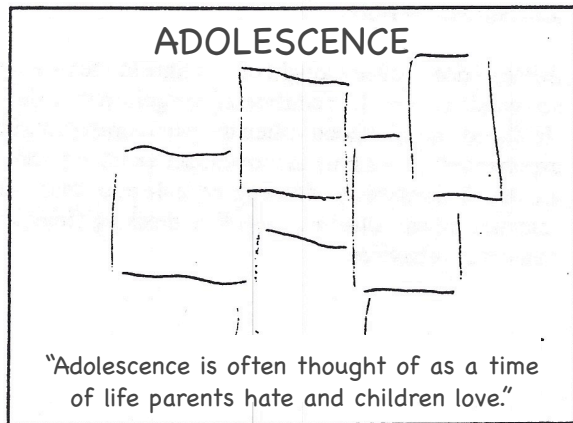 ADOLESCENCE
“Adolescence is often thought of as a time
of life parents hate and children love.”